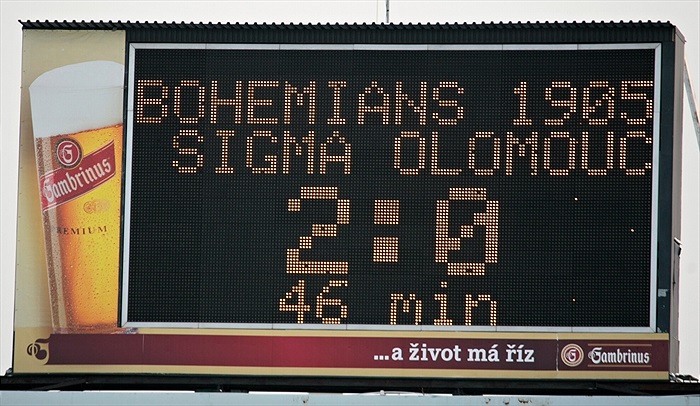 BOHEMIANS 1905
SIGMA OLOMOUC
2:0
46 min
Gambrinus
PREMIUM
...a život má říz
Gambrinus